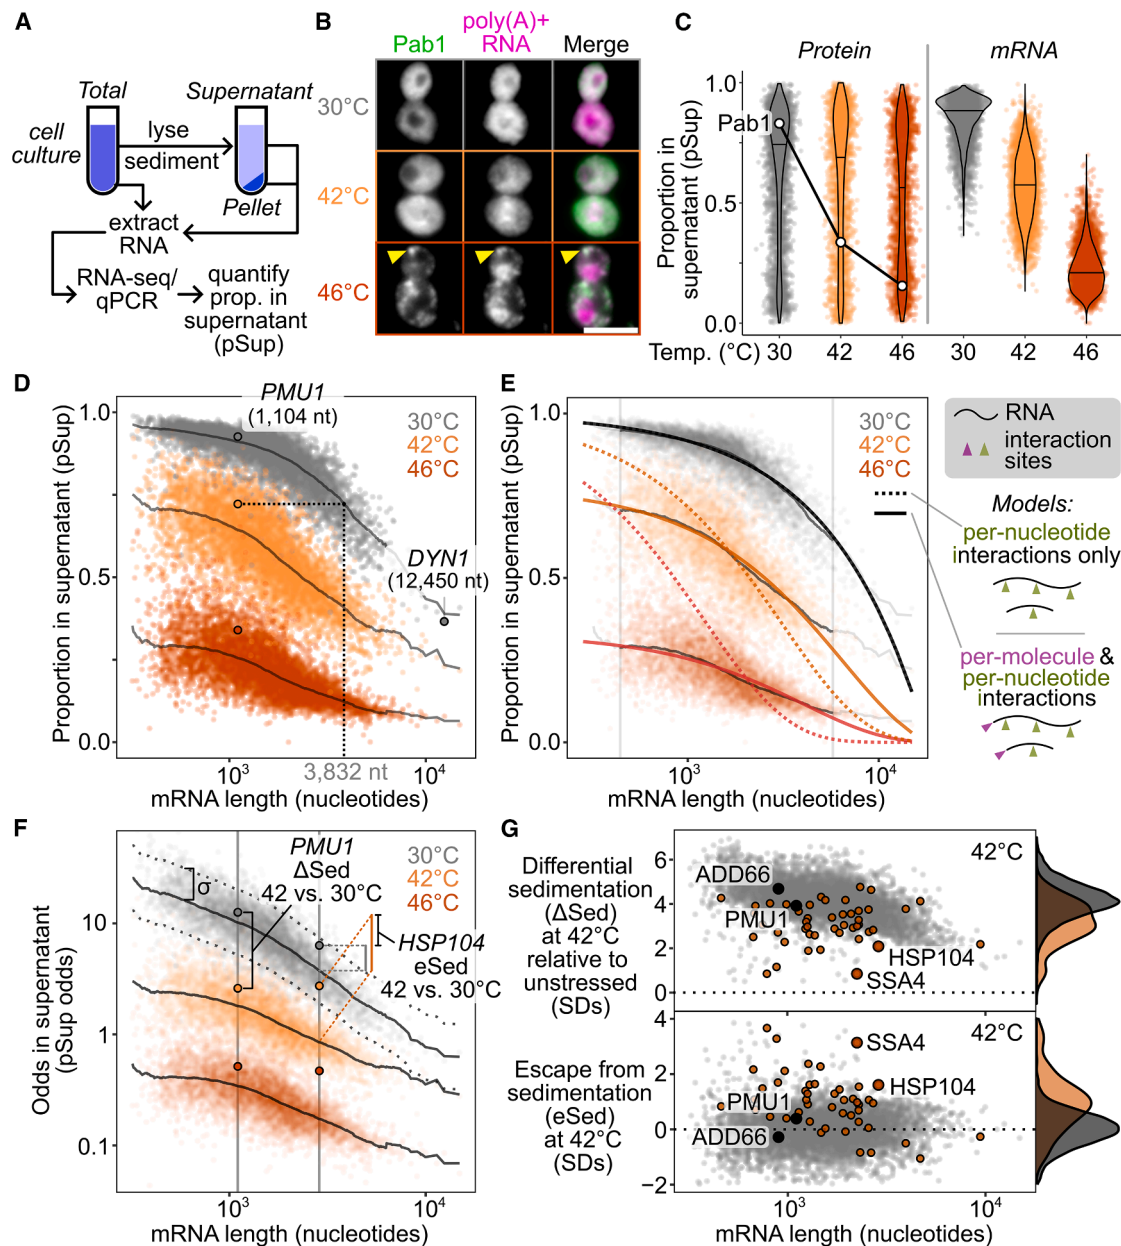 A
Total
Supernatant
cell
culture
lyse
sediment
Pellet
extract
RNA
RNA-seq/
qPCR
quantify
prop. in
supernatant
(pSup)
B
Pab1
poly(A)+
RNA
Merge
30°C
42°C
46°C
C
Protein
mRNA
Proportion in
supernatant (pSup)
1.0
0.5
0.0
Pab1
Temp. (°C)
30
42
46
30
42
46
D
Proportion in supernatant (pSup)
1.0
0.5
0.0
PMU1
(1,104 nt)
30°C
42°C
46°C
DYN1
(12,450 nt)
10³
3,832 nt
10⁴
mRNA length (nucleotides)
E
Proportion in supernatant (pSup)
1.0
0.5
0.0
30°C
42°C
46°C
10³
10⁴
mRNA length (nucleotides)
RNA
interaction
sites
Models:
per-nucleotide
interactions only
per-molecule &
per-nucleotide
interactions
F
Odds in supernatant
(pSup odds)
10
1
0.1
σ
PMU1
ΔSed
42 vs. 30°C
30°C
42°C
46°C
HSP104
eSed
42 vs. 30°C
10³
10⁴
mRNA length (nucleotides)
G
Differential
sedimentation
(ΔSed)
at 42°C
relative to
unstressed
(SDs)
6
4
2
0
42°C
ADD66
PMU1
HSP104
SSA4
Escape from
sedimentation
(eSed)
at 42°C
(SDs)
4
2
0
−2
42°C
SSA4
HSP104
PMU1
ADD66
10³
10⁴
mRNA length (nucleotides)